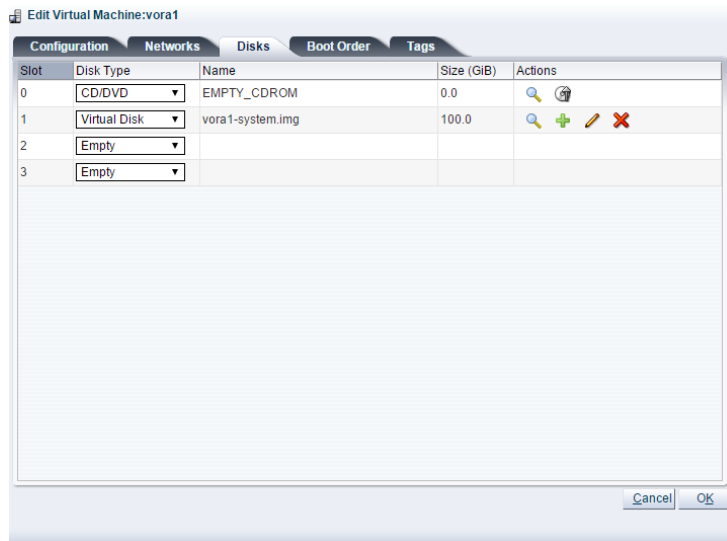 Edit Virtual Machine:vora1
Configuration Networks Disks Boot Order Tags
Slot Disk Type Name Size (GiB) Actions
0 CD/DVD EMPTY_CDROM 0.0
1 Virtual Disk vora1-system.img 100.0
2 Empty
3 Empty
Cancel OK